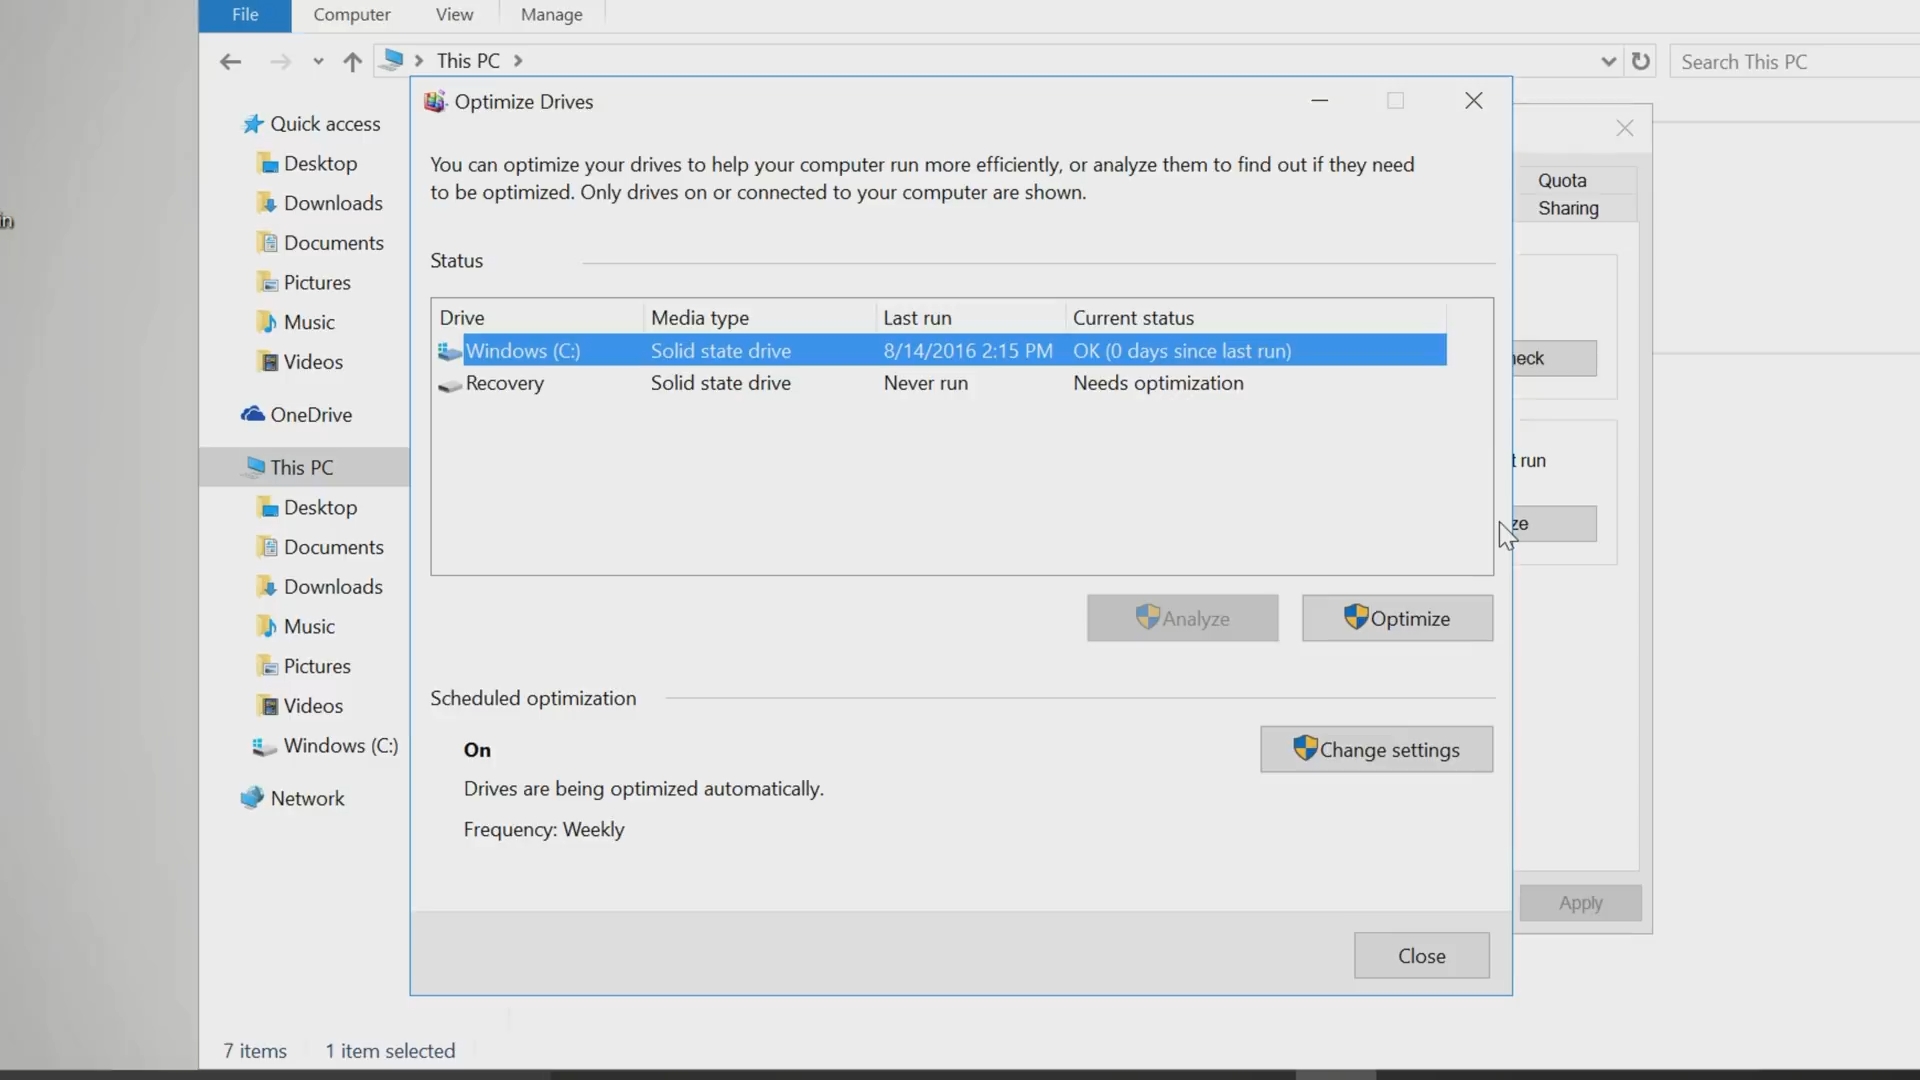 File
Computer
View
Manage
This PC
Search This PC
Optimize Drives
You can optimize your drives to help your computer run more efficiently, or analyze them to find out if they need
to be optimized. Only drives on or connected to your computer are shown.
Status
Drive Media type Last run Current status
Windows (C:) Solid state drive 8/14/2016 2:15 PM OK (0 days since last run)
Recovery Solid state drive Never run Needs optimization
Analyze
Optimize
Scheduled optimization
On
Change settings
Drives are being optimized automatically.
Frequency: Weekly
Close
Quick access
Desktop
Downloads
Documents
Pictures
Music
Videos
OneDrive
This PC
Desktop
Documents
Downloads
Music
Pictures
Videos
Windows (C:)
Network
Quota
Sharing
run
Apply
7 items
1 item selected